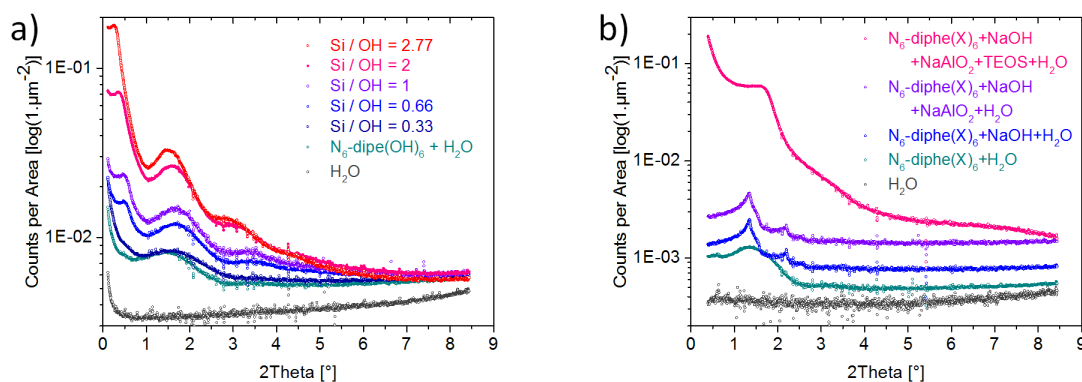 a)
Counts per Area [log(1.µm⁻²)]
1E-01
1E-02
Si / OH = 2.77
Si / OH = 2
Si / OH = 1
Si / OH = 0.66
Si / OH = 0.33
N₆-dipe(OH)₆ + H₂O
H₂O
0 1 2 3 4 5 6 7 8 9
2Theta [°]
b)
Counts per Area [log(1.µm⁻²)]
1E-01
1E-02
1E-03
N₆-diphe(X)₆+NaOH
+NaAlO₂+TEOS+H₂O
N₆-diphe(X)₆+NaOH
+NaAlO₂+H₂O
N₆-diphe(X)₆+NaOH+H₂O
N₆-diphe(X)₆+H₂O
H₂O
0 1 2 3 4 5 6 7 8 9
2Theta [°]